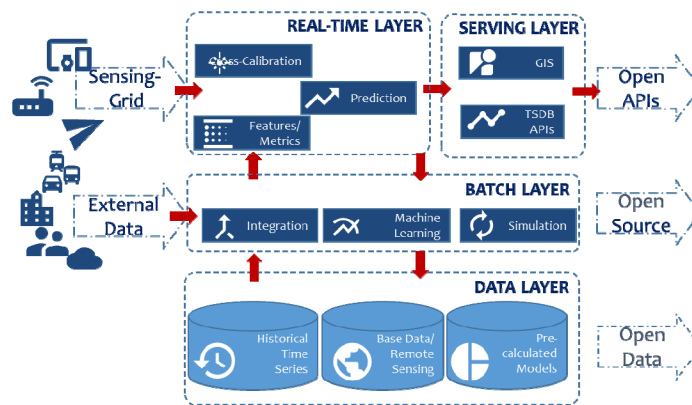 REAL-TIME LAYER
SERVING LAYER
Sensing-
Grid
ss-Calibration
Prediction
Features/
Metrics
GIS
TSDB
APIs
Open
APIs
BATCH LAYER
External
Data
Integration
Machine
Learning
Simulation
Open
Source
DATA LAYER
Historical
Time
Series
Base Data/
Remote
Sensing
Pre-
calculated
Models
Open
Data